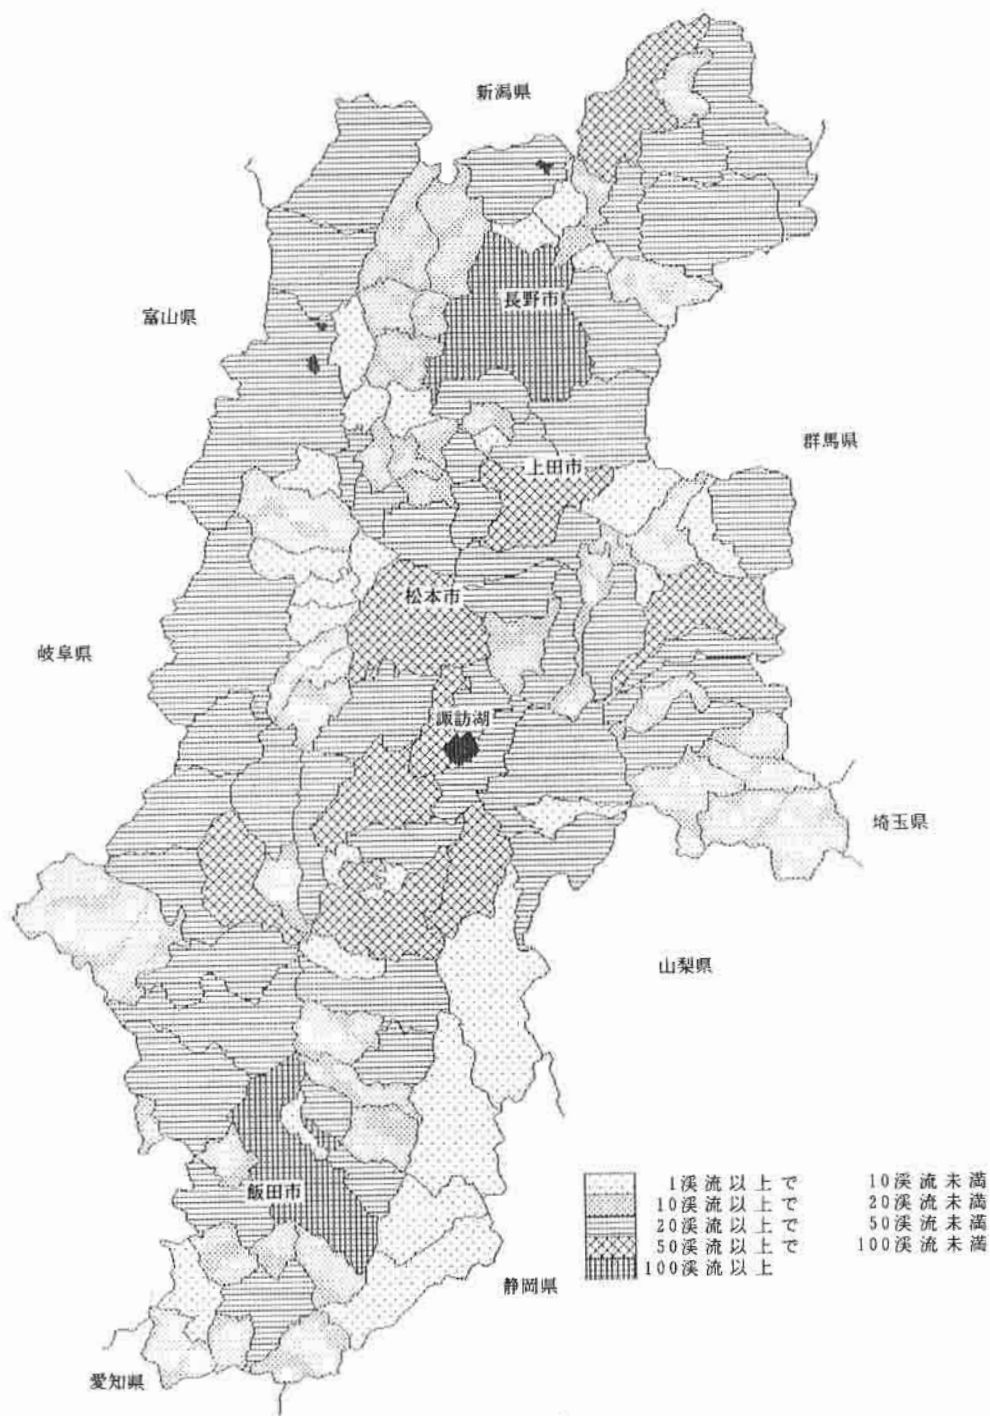 新潟県
長野市
富山県
群馬県
上田市
松本市
岐阜県
諏訪湖
埼玉県
山梨県
飯田市
1渓流以上で 10渓流未満
10渓流以上で 20渓流未満
20渓流以上で 50渓流未満
50渓流以上で 100渓流未満
100渓流以上
静岡県
愛知県